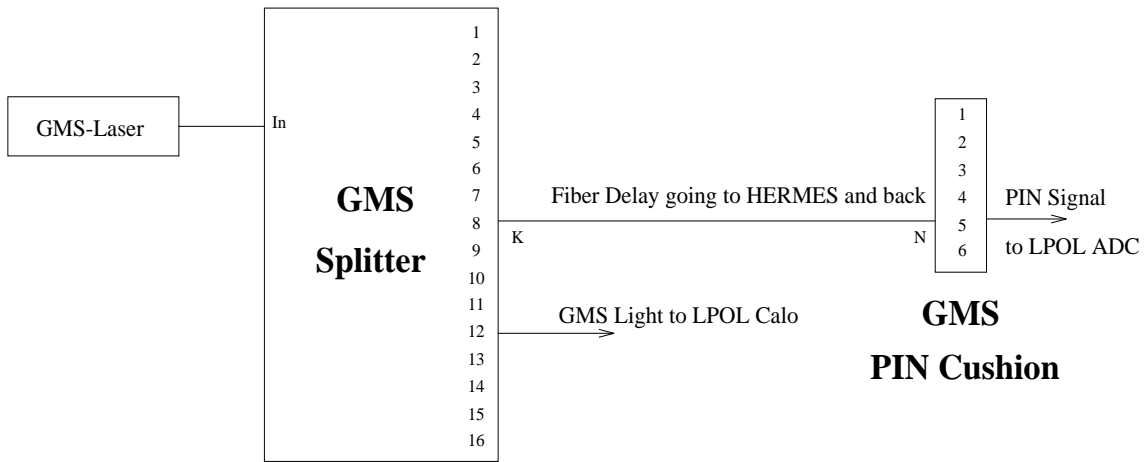 GMS-Laser
In
GMS
Splitter
1
2
3
4
5
6
7
8
9
10
11
12
13
14
15
16
K
Fiber Delay going to HERMES and back
N
GMS Light to LPOL Calo
1
2
3
4
5
6
PIN Signal
to LPOL ADC
GMS
PIN Cushion